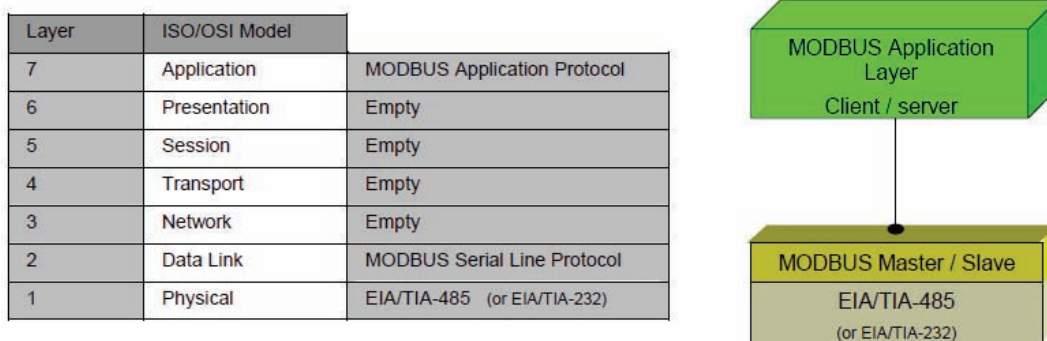 Layer ISO/OSI Model
7 Application MODBUS Application Protocol
6 Presentation Empty
5 Session Empty
4 Transport Empty
3 Network Empty
2 Data Link MODBUS Serial Line Protocol
1 Physical EIA/TIA-485 (or EIA/TIA-232)
MODBUS Application
Layer
Client / server
MODBUS Master / Slave
EIA/TIA-485
(or EIA/TIA-232)